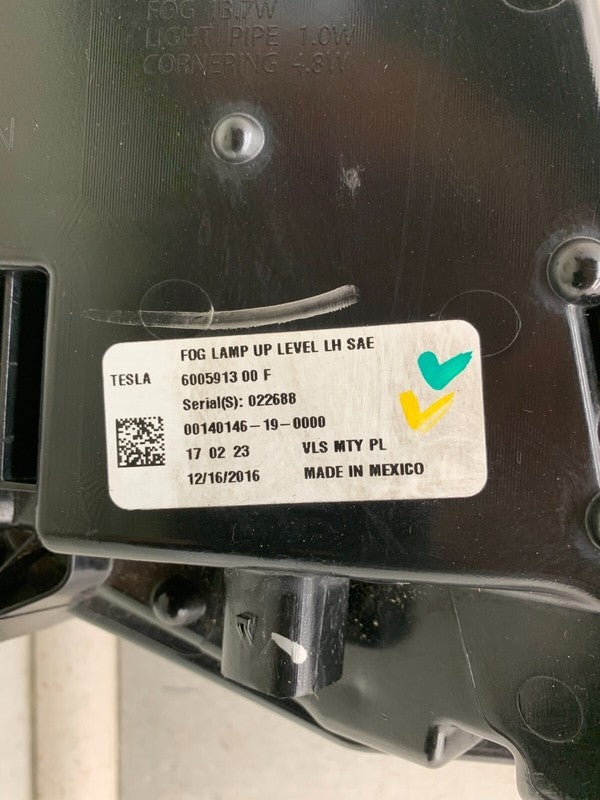 FOG 13.7W
LIGHT PIPE 1.0W
CORNERING 4.3W
N
FOG LAMP UP LEVEL LH SAE
TESLA 6005913 00 F
Serial(S): 022688
00140146-19-0000
17 02 23 VLS MTY PL
12/16/2016 MADE IN MEXICO